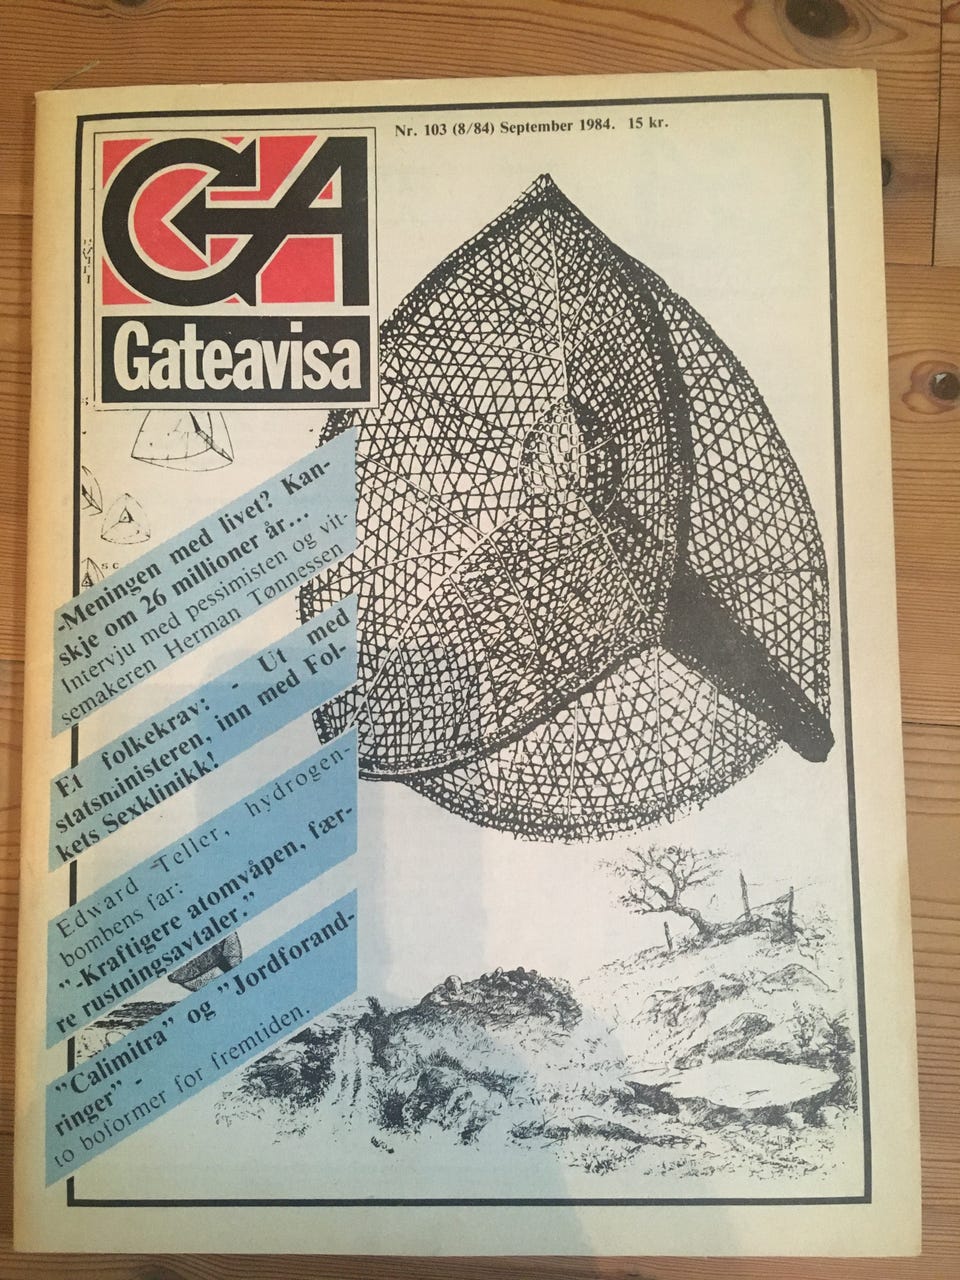 Nr. 103 (8/84) September 1984. 15 kr.
GA
Gateavisa
-Meningen med livet? Kan-
skje om 26 millioner år...
Intervju med pessimisten og vit-
semakeren Herman Tønnessen
Et folkekrav: - Ut med
statsministeren, inn med Fol-
kets Sexklinikk!
Edward Teller, hydrogen-
bombens far:
"-Kraftigere atomvåpen, fær-
re rustningsavtaler."
"Calimitra" og "Jordforand-
ringer" -
to boformer for fremtiden.